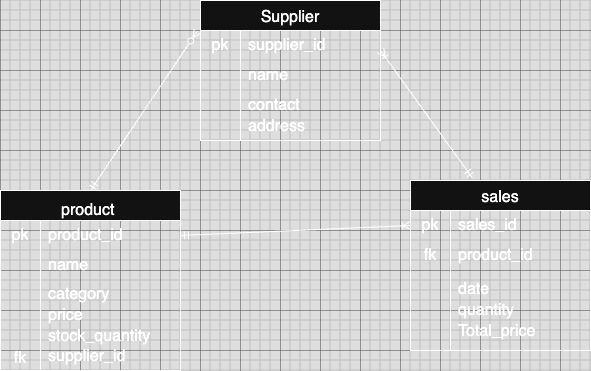 Supplier
pk supplier_id
name
contact
address
product
pk product_id
name
category
price
stock_quantity
fk supplier_id
sales
pk sales_id
fk product_id
date
quantity
Total_price